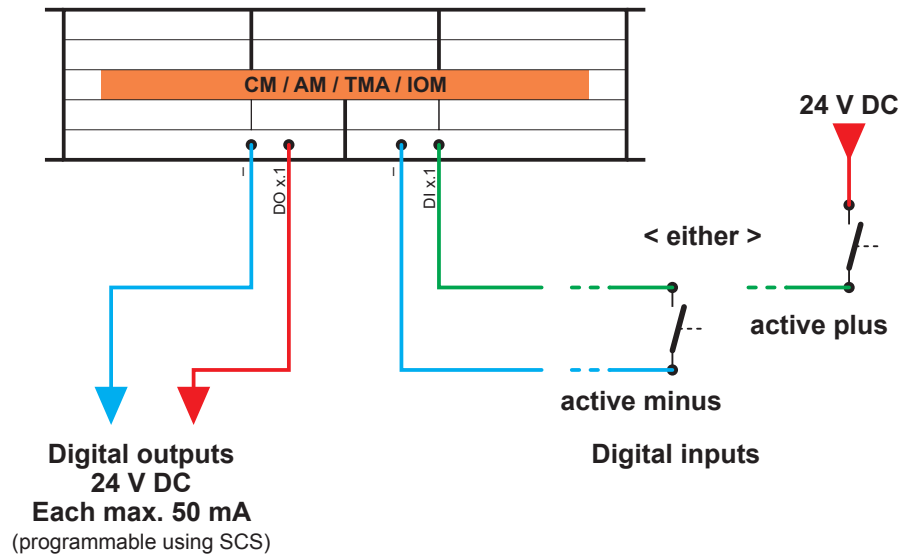 CM / AM / TMA / IOM
24 V DC
–
DO x.1
–
DI x.1
< either >
active plus
active minus
Digital outputs
24 V DC
Each max. 50 mA
(programmable using SCS)
Digital inputs